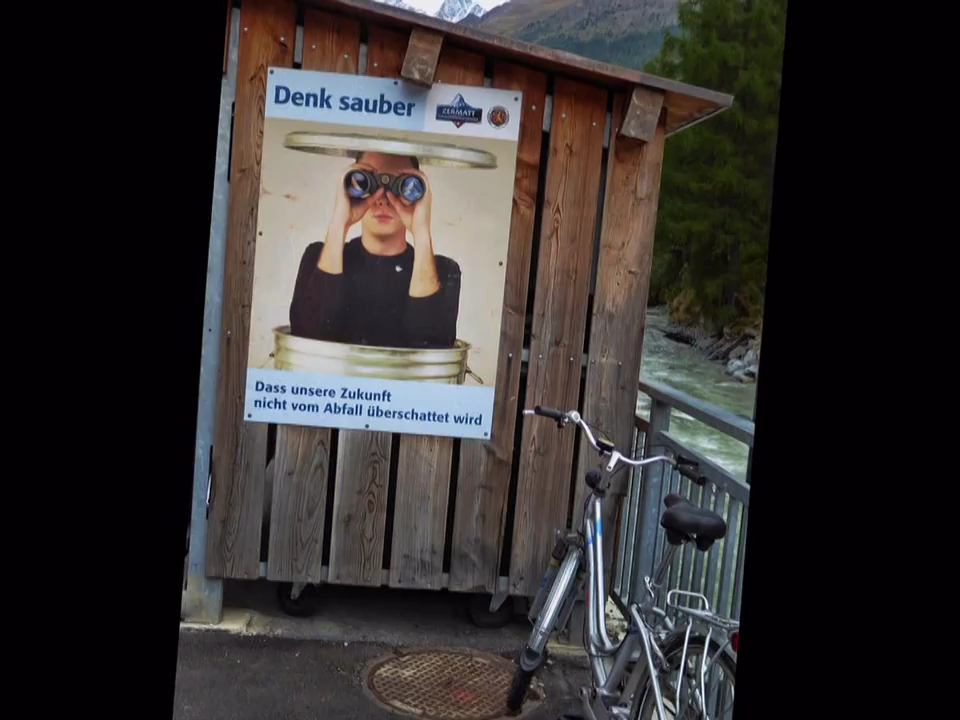 Denk sauber
ZERMATT
Dass unsere Zukunft
nicht vom Abfall überschattet wird